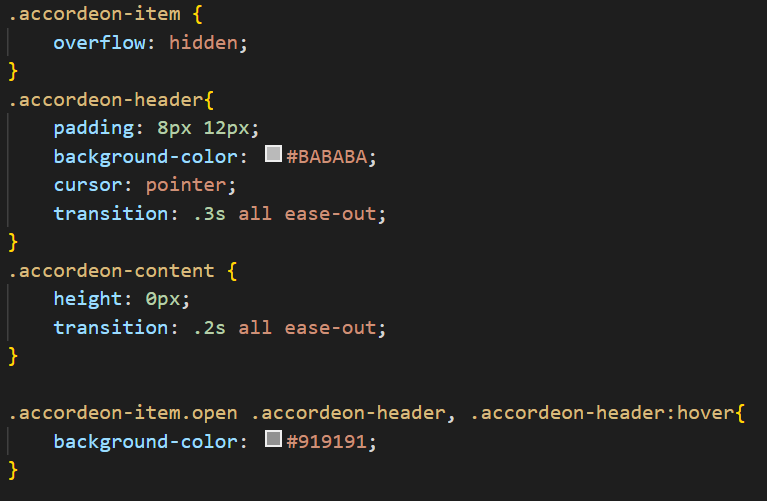 .accordeon-item {
    overflow: hidden;
}
.accordeon-header{
    padding: 8px 12px;
    background-color: #BABABA;
    cursor: pointer;
    transition: .3s all ease-out;
}
.accordeon-content {
    height: 0px;
    transition: .2s all ease-out;
}

.accordeon-item.open .accordeon-header, .accordeon-header:hover{
    background-color: #919191;
}